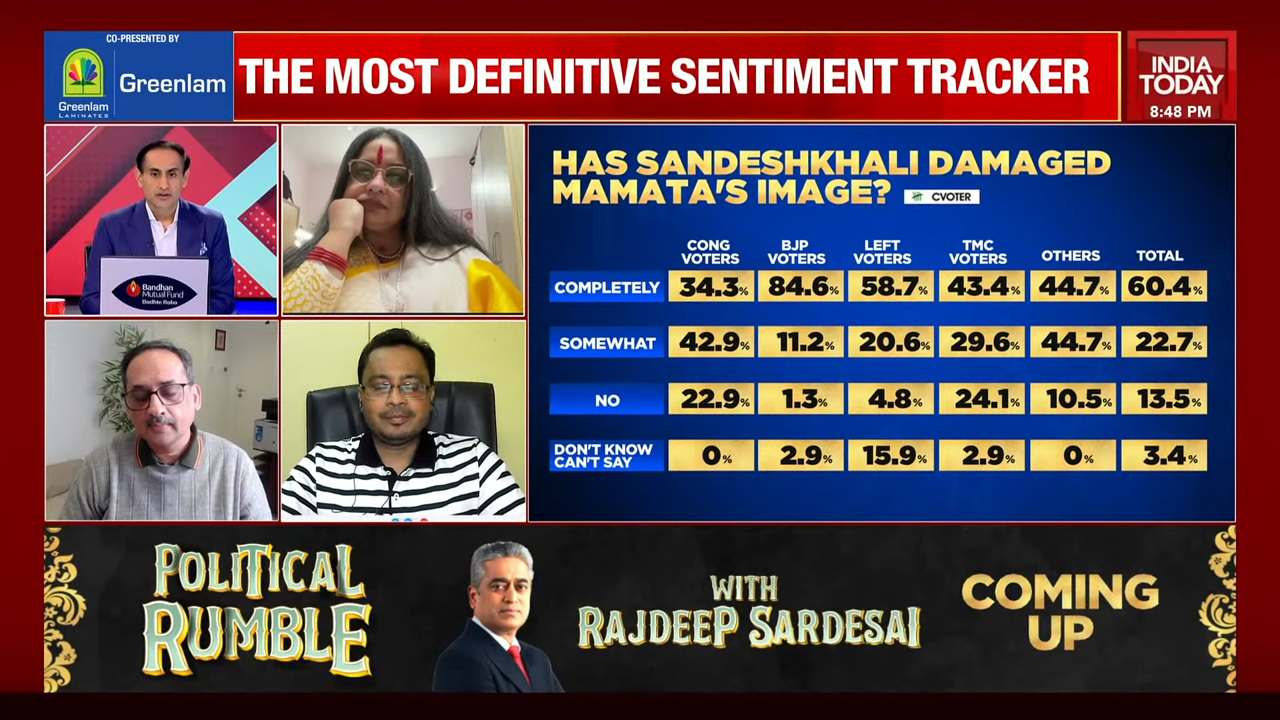 CO-PRESENTED BY
Greenlam
LAMINATES
Greenlam
THE MOST DEFINITIVE SENTIMENT TRACKER
INDIA
TODAY
8:48 PM
Bandhan
Mutual Fund
Badhte Raho
HAS SANDESHKHALI DAMAGED
MAMATA'S IMAGE? CVOTER
CONG VOTERS BJP VOTERS LEFT VOTERS TMC VOTERS OTHERS TOTAL
COMPLETELY 34.3% 84.6% 58.7% 43.4% 44.7% 60.4%
SOMEWHAT 42.9% 11.2% 20.6% 29.6% 44.7% 22.7%
NO 22.9% 1.3% 4.8% 24.1% 10.5% 13.5%
DON'T KNOW CAN'T SAY 0% 2.9% 15.9% 2.9% 0% 3.4%
POLITICAL
RUMBLE
WITH
RAJDEEP SARDESAI
COMING
UP